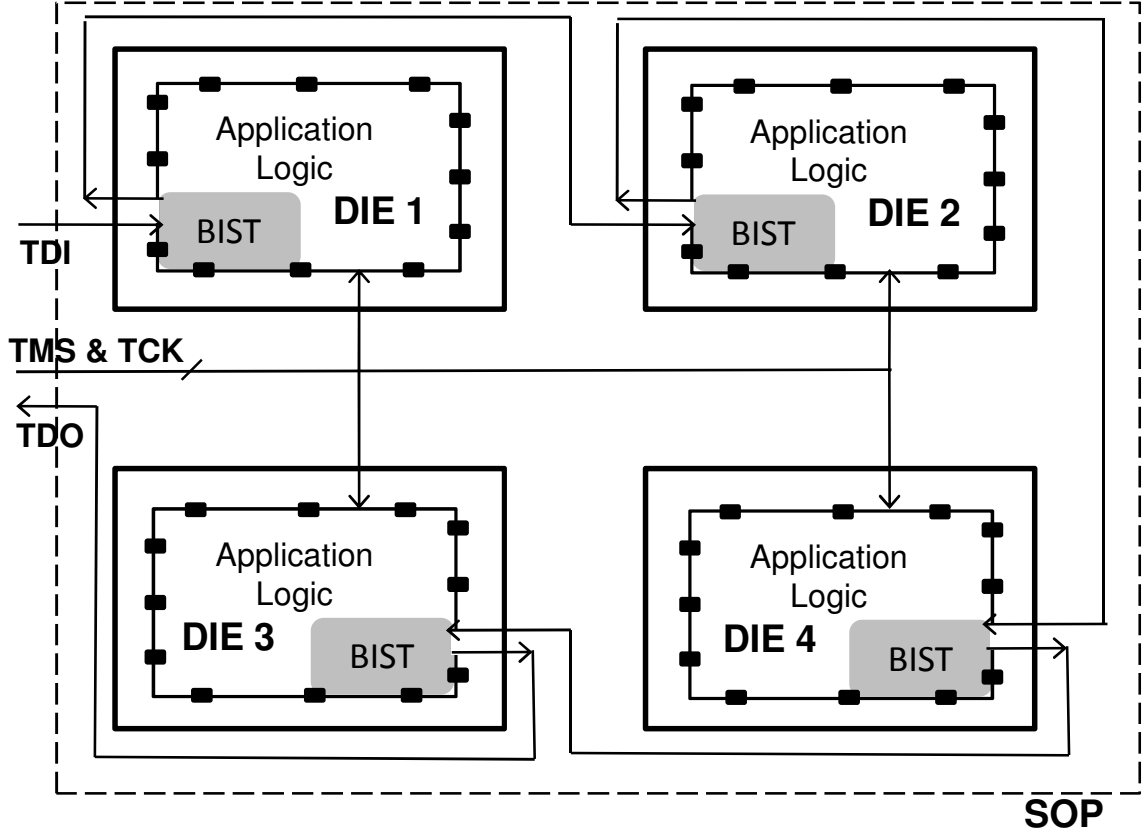 Application
Logic
DIE 1
BIST
Application
Logic
DIE 2
BIST
TDI
TMS & TCK
TDO
Application
Logic
DIE 3
BIST
Application
Logic
DIE 4
BIST
SOP